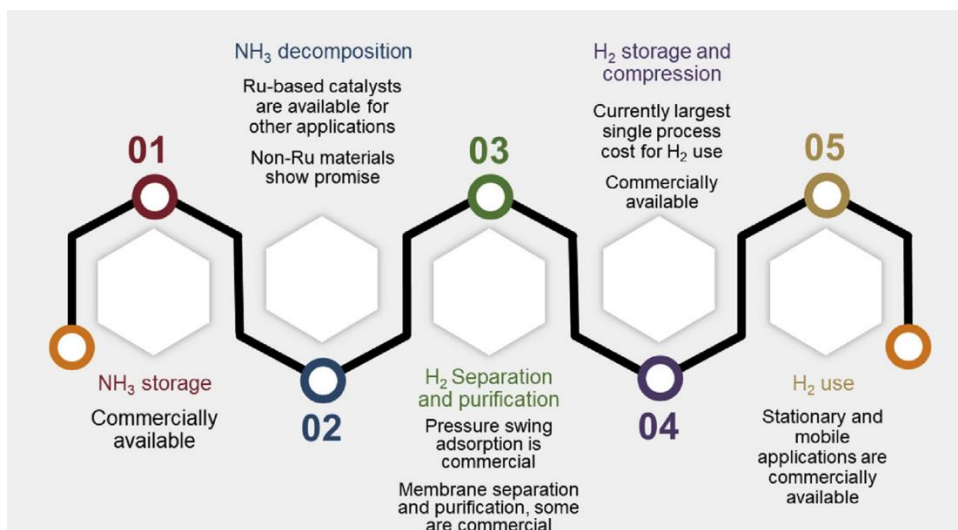 01
NH₃ storage
Commercially
available
NH₃ decomposition
Ru-based catalysts
are available for
other applications
Non-Ru materials
show promise
02
03
H₂ Separation
and purification
Pressure swing
adsorption is
commercial
Membrane separation
and purification, some
are commercial
H₂ storage and
compression
Currently largest
single process
cost for H₂ use
Commercially
available
04
05
H₂ use
Stationary and
mobile
applications are
commercially
available